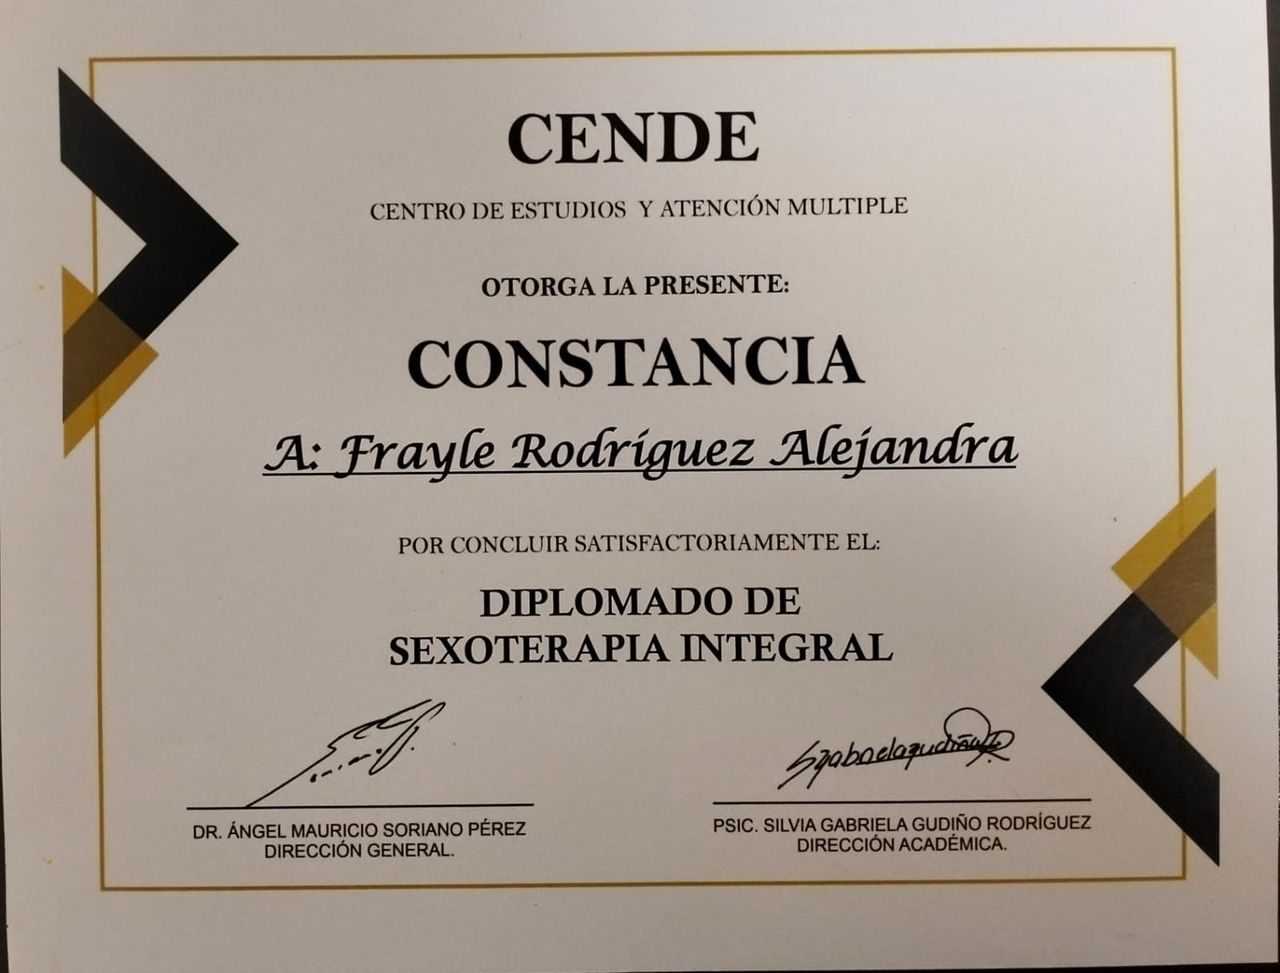 CENDE
CENTRO DE ESTUDIOS Y ATENCIÓN MULTIPLE
OTORGA LA PRESENTE:
CONSTANCIA
A: Frayle Rodríguez Alejandra
POR CONCLUIR SATISFACTORIAMENTE EL:
DIPLOMADO DE
SEXOTERAPIA INTEGRAL
DR. ÁNGEL MAURICIO SORIANO PÉREZ
DIRECCIÓN GENERAL.
PSIC. SILVIA GABRIELA GUDIÑO RODRÍGUEZ
DIRECCIÓN ACADÉMICA.